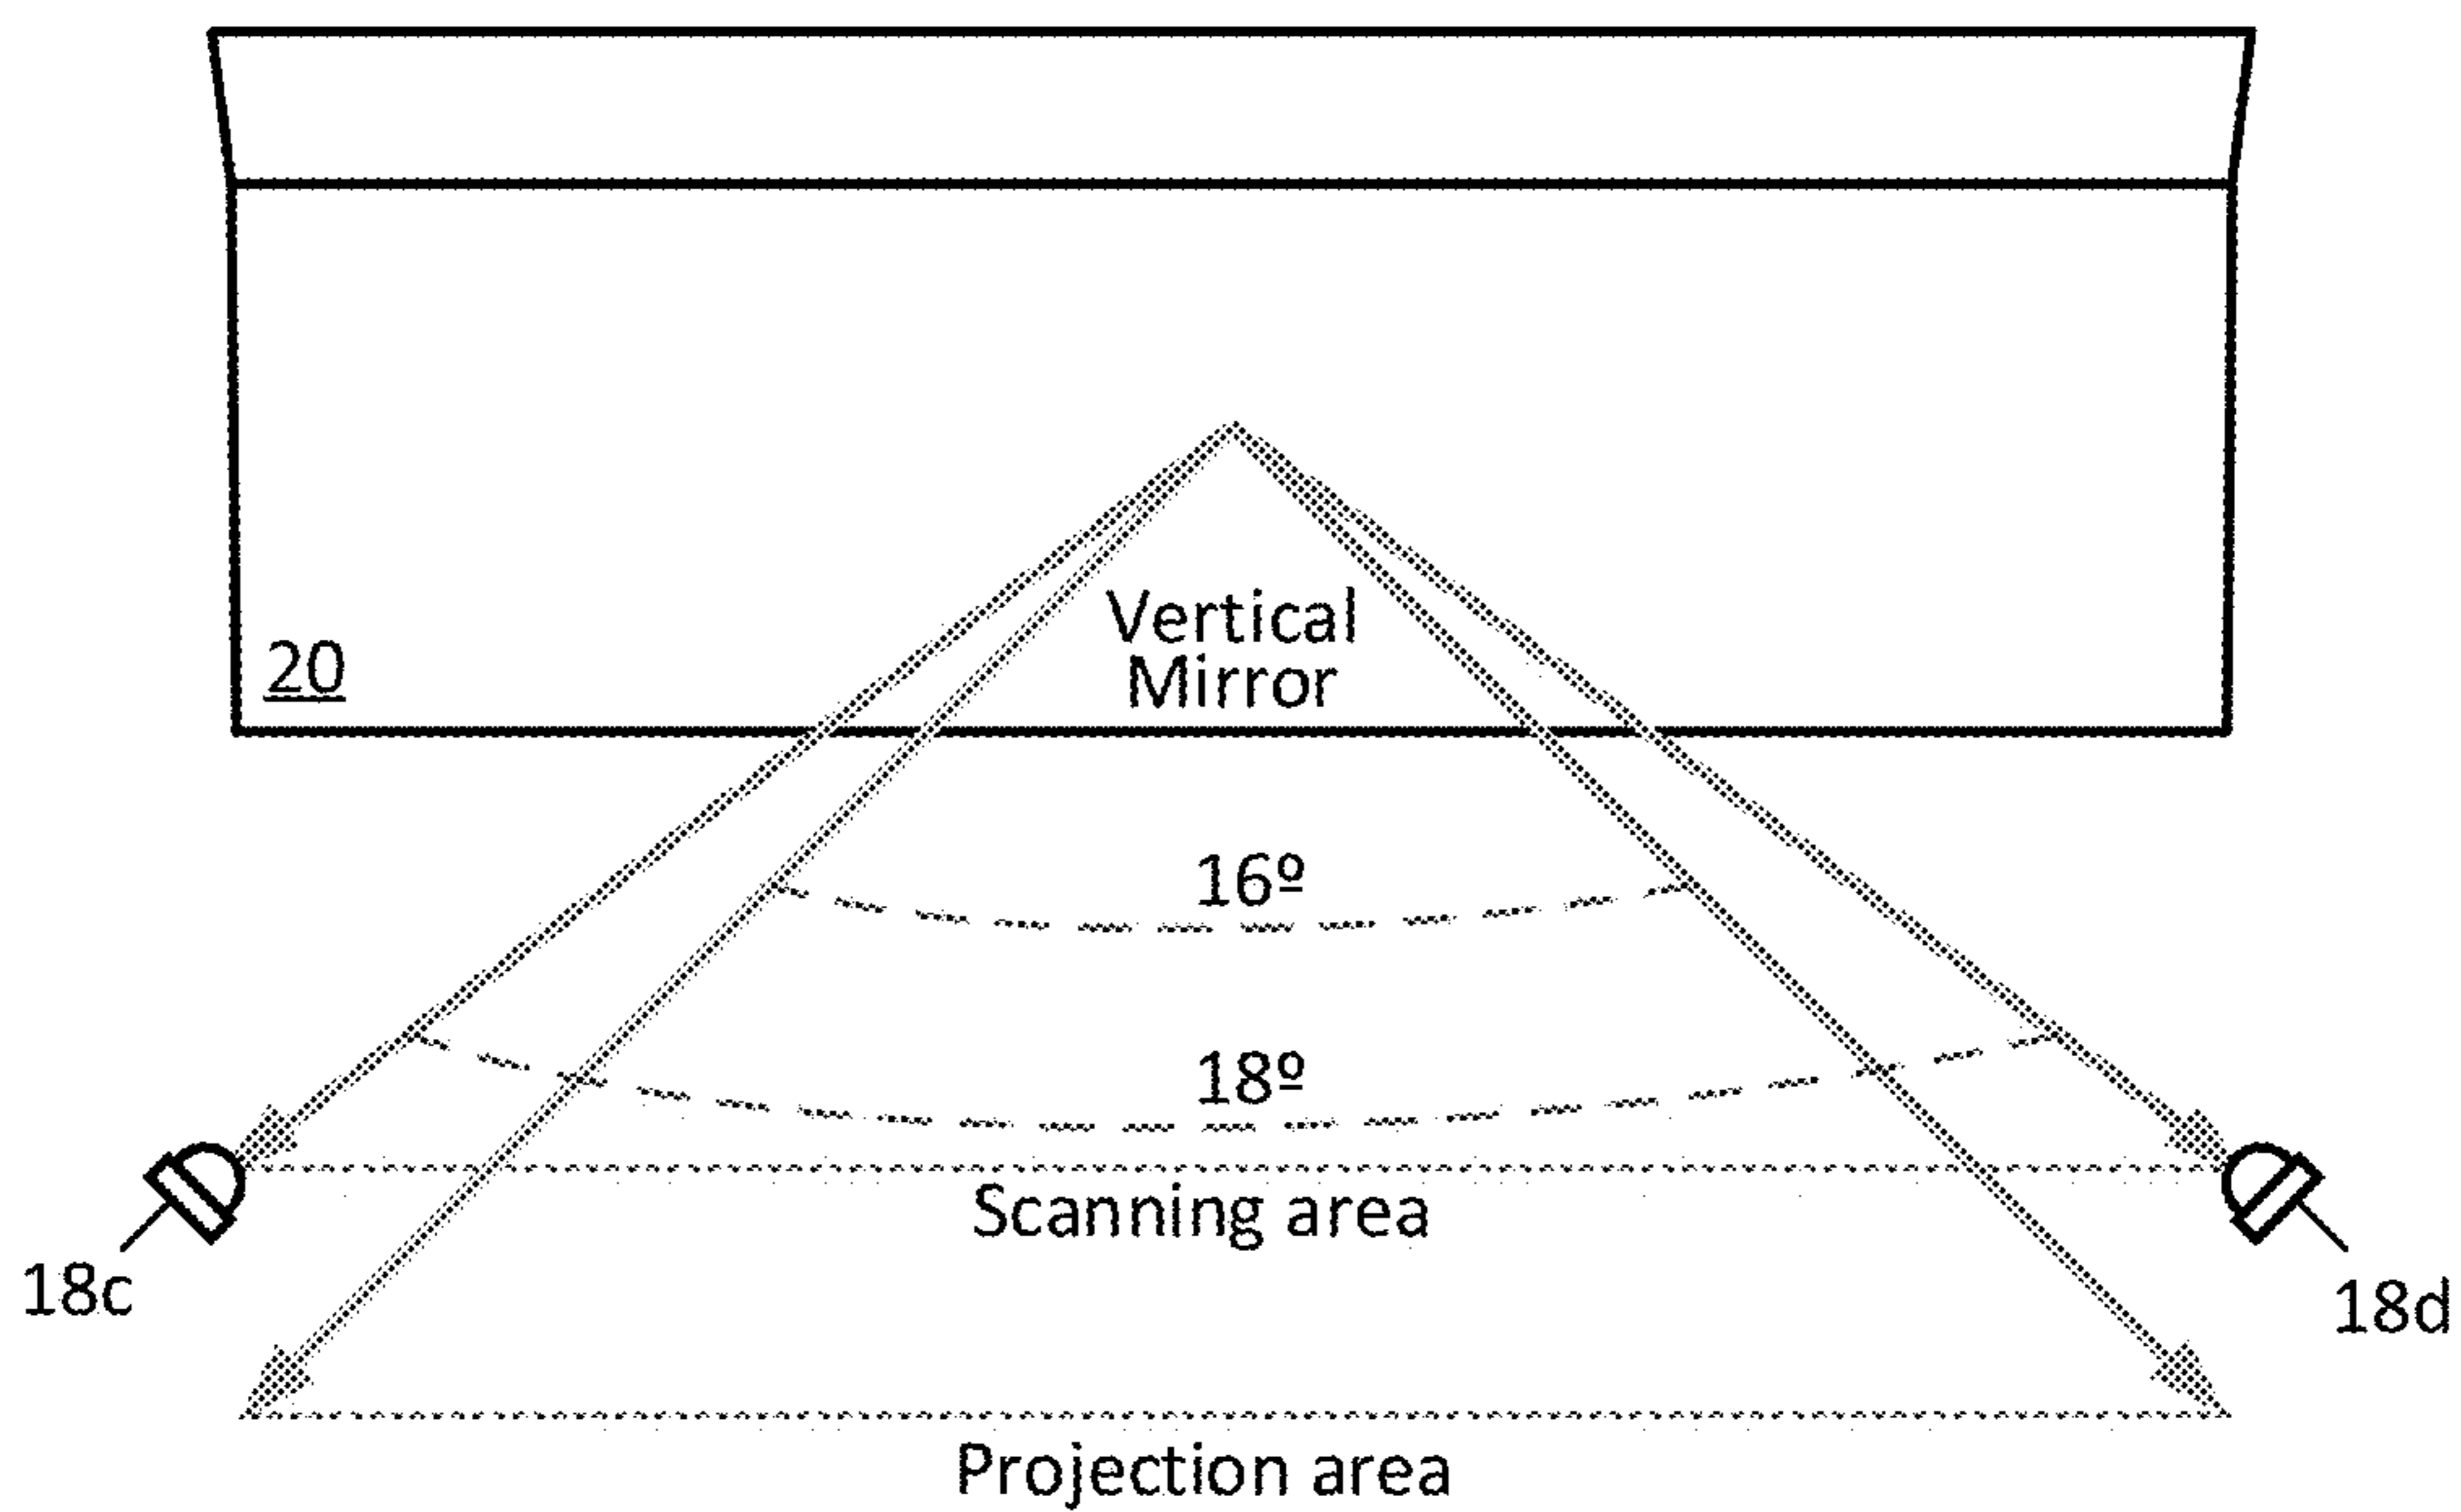 Vertical
Mirror
20
16º
18º
Scanning area
18c
18d
Projection area